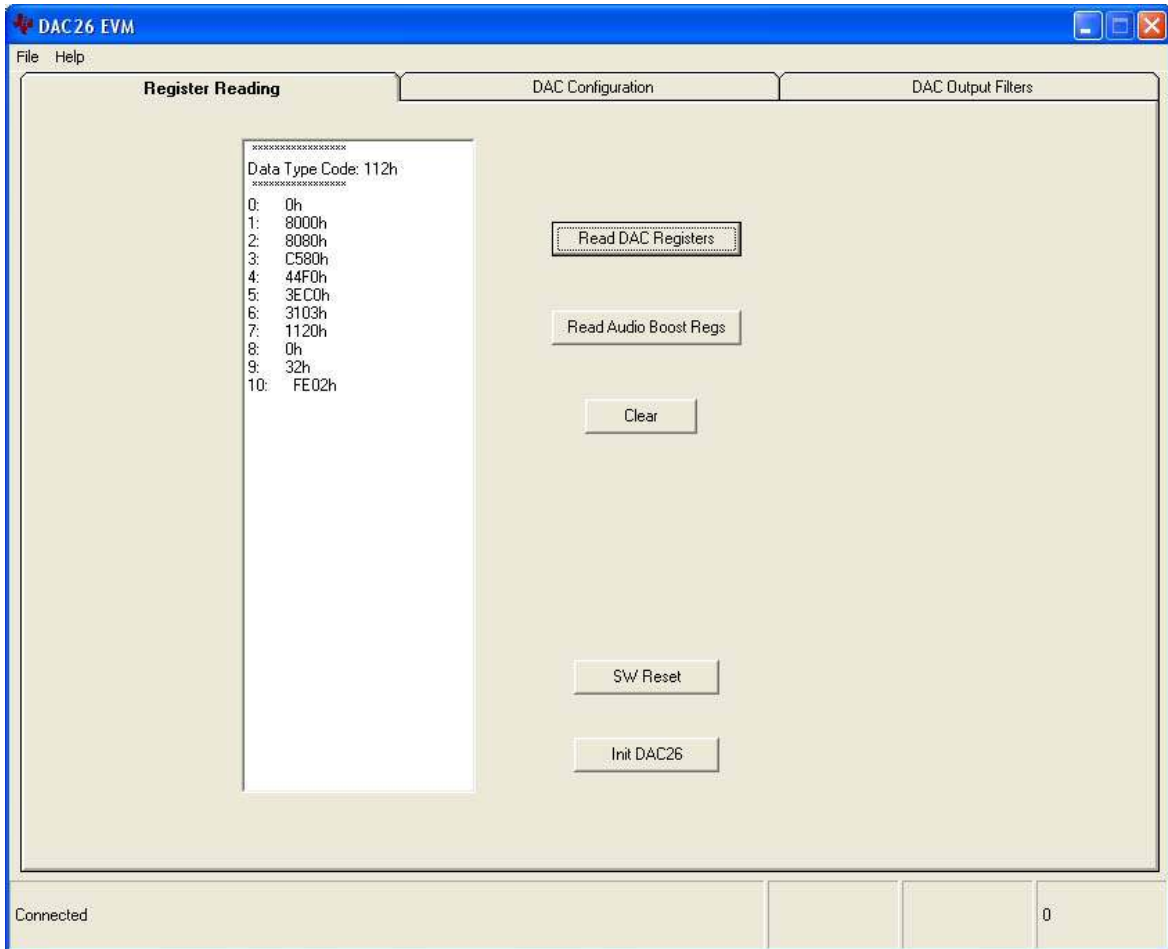 DAC26 EVM
File Help
Register Reading DAC Configuration DAC Output Filters
*****************
Data Type Code: 112h
*****************
0: 0h
1: 8000h
2: 8080h
3: C580h
4: 44F0h
5: 3EC0h
6: 3103h
7: 1120h
8: 0h
9: 32h
10: FE02h
Read DAC Registers
Read Audio Boost Regs
Clear
SW Reset
Init DAC26
Connected 0